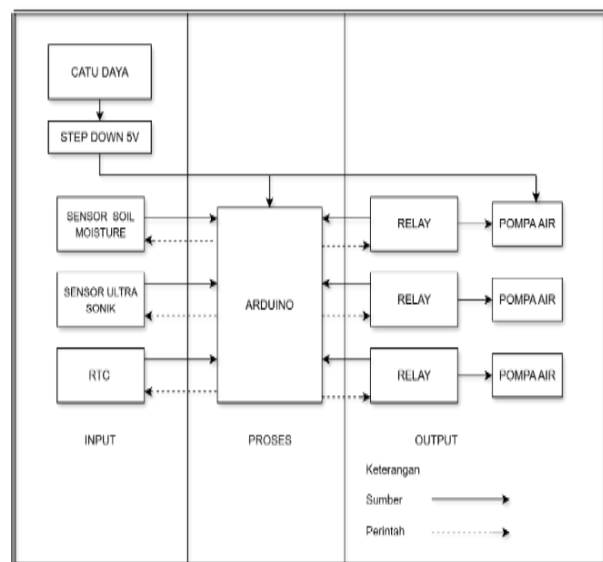 CATU DAYA
STEP DOWN 5V
SENSOR SOIL
MOISTURE
SENSOR ULTRA
SONIK
RTC
ARDUINO
RELAY
POMPA AIR
RELAY
POMPA AIR
RELAY
POMPA AIR
INPUT
PROSES
OUTPUT
Keterangan
Sumber
Perintah